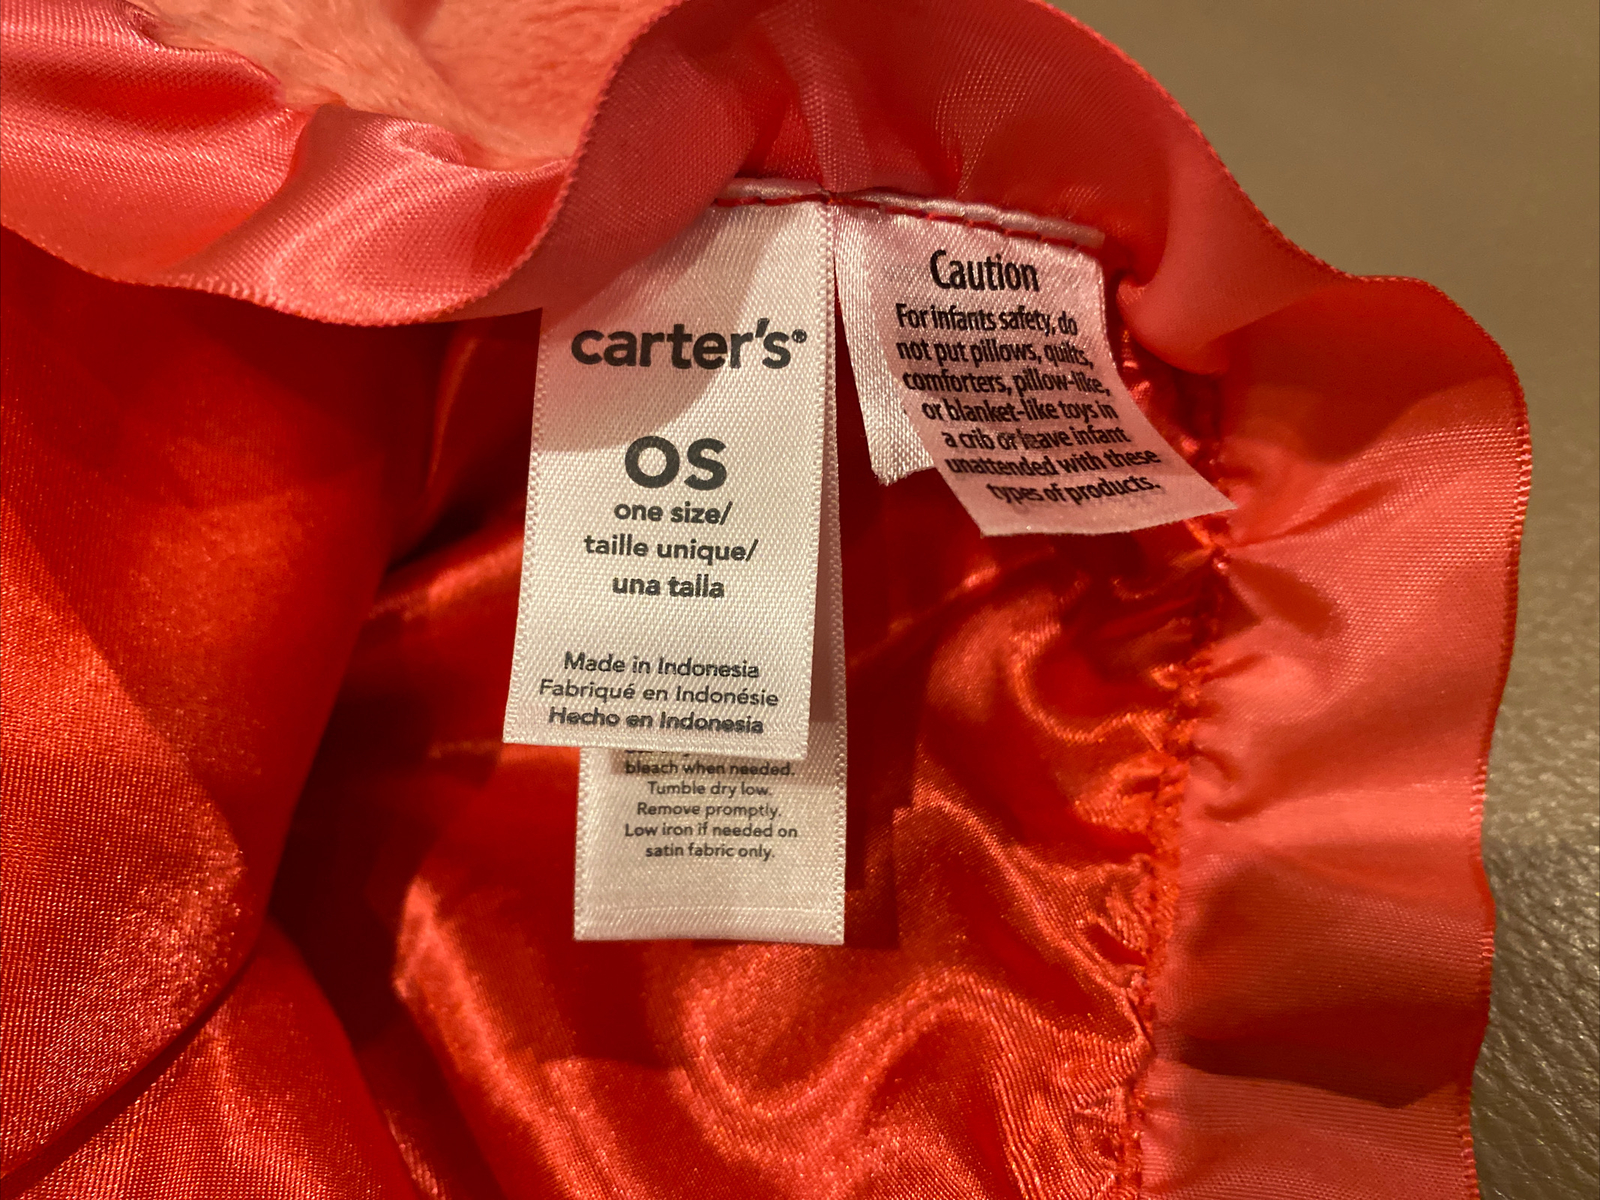 carter's®
OS
one size/
taille unique/
una talla
Made in Indonesia
Fabriqué en Indonésie
Hecho en Indonesia
bleach when needed.
Tumble dry low.
Remove promptly.
Low iron if needed on
satin fabric only.
Caution
For infants safety, do
not put pillows, quilts,
comforters, pillow-like,
or blanket-like toys in
a crib or leave infant
unattended with these
types of products.